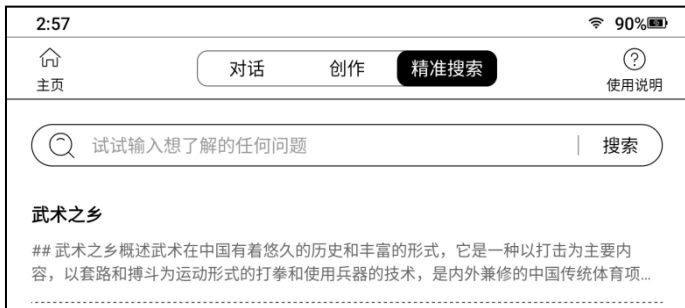 2:57 90%
主页 对话 创作 精准搜索 使用说明
试试输入想了解的任何问题 搜索
武术之乡
## 武术之乡概述武术在中国有着悠久的历史和丰富的形式，它是一种以打击为主要内
容，以套路和搏斗为运动形式的打拳和使用兵器的技术，是内外兼修的中国传统体育项...